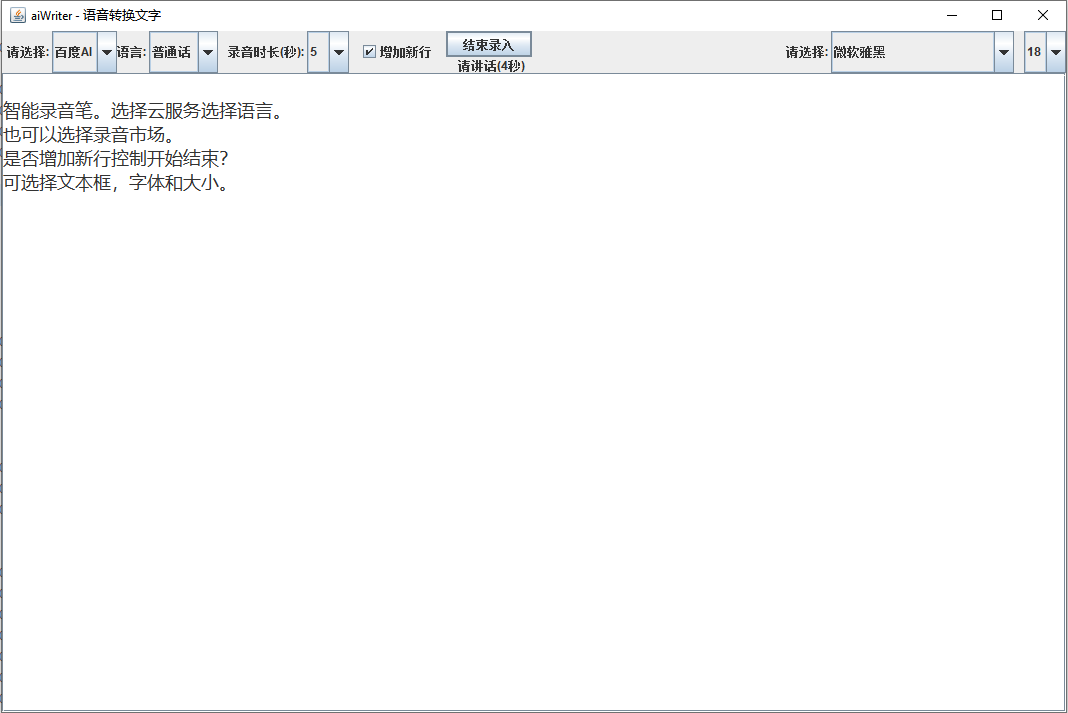 aiWriter - 语音转换文字
请选择: 百度AI 语言: 普通话 录音时长(秒): 5 增加新行 结束录入 请选择: 微软雅黑 18
请讲话(4秒)
智能录音笔。选择云服务选择语言。
也可以选择录音市场。
是否增加新行控制开始结束？
可选择文本框，字体和大小。